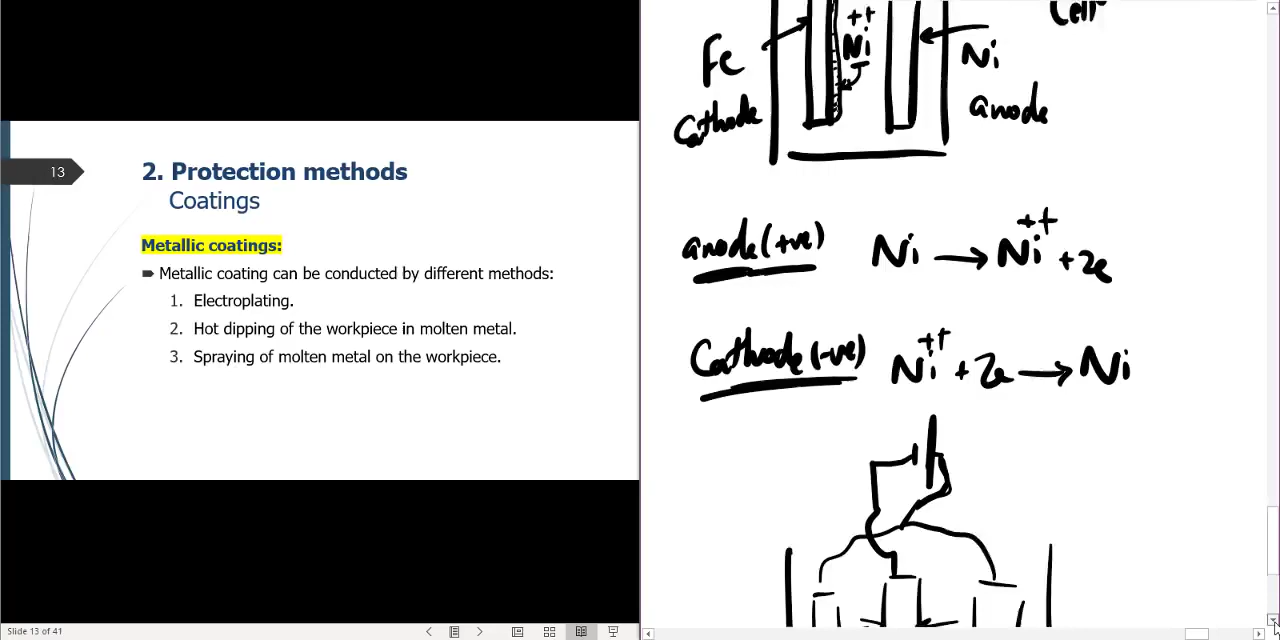 13
2. Protection methods
Coatings
Metallic coatings:
Metallic coating can be conducted by different methods:
1. Electroplating.
2. Hot dipping of the workpiece in molten metal.
3. Spraying of molten metal on the workpiece.
Slide 13 of 41
Cell
Fe
cathode
++
Ni
Ni
anode
anode (+ve) Ni → Ni++ + 2e
Cathode (-ve) Ni++ + 2e → Ni